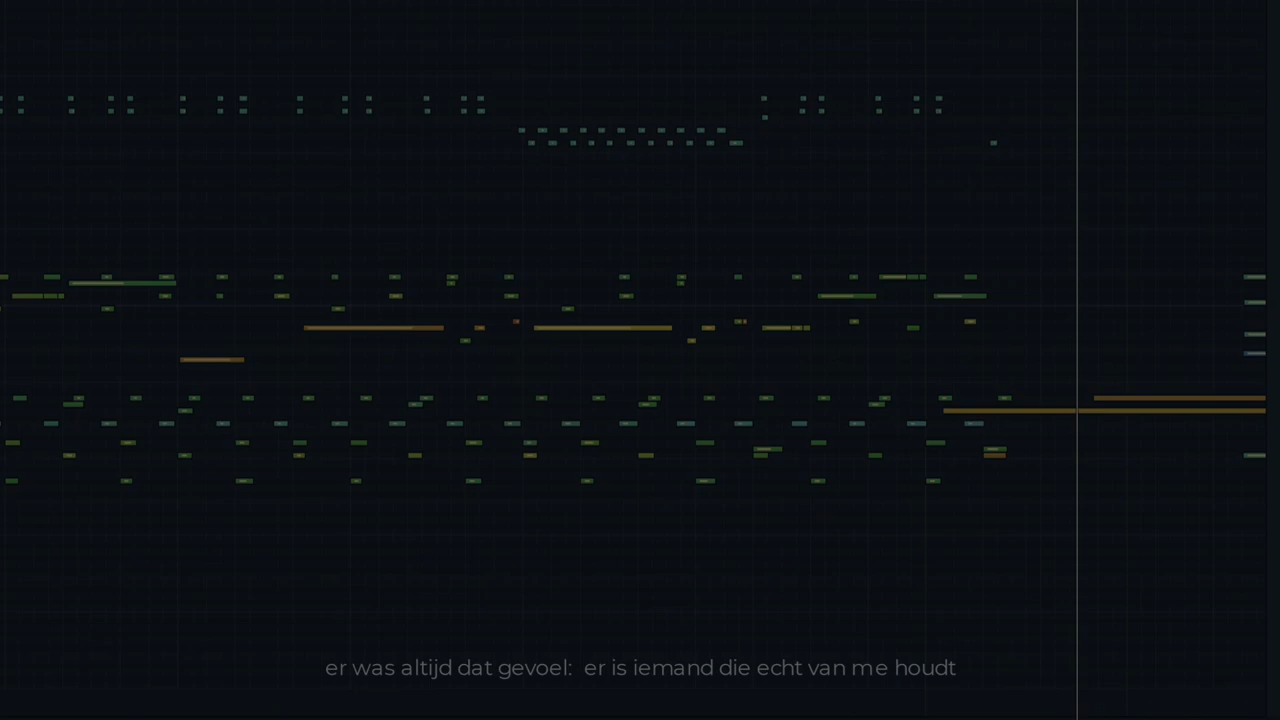 er was altijd dat gevoel:  er is iemand die echt van me houdt